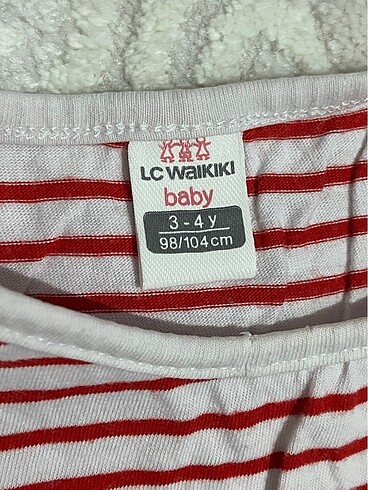 LC WAIKIKI
baby
3 - 4 y
98/104 cm